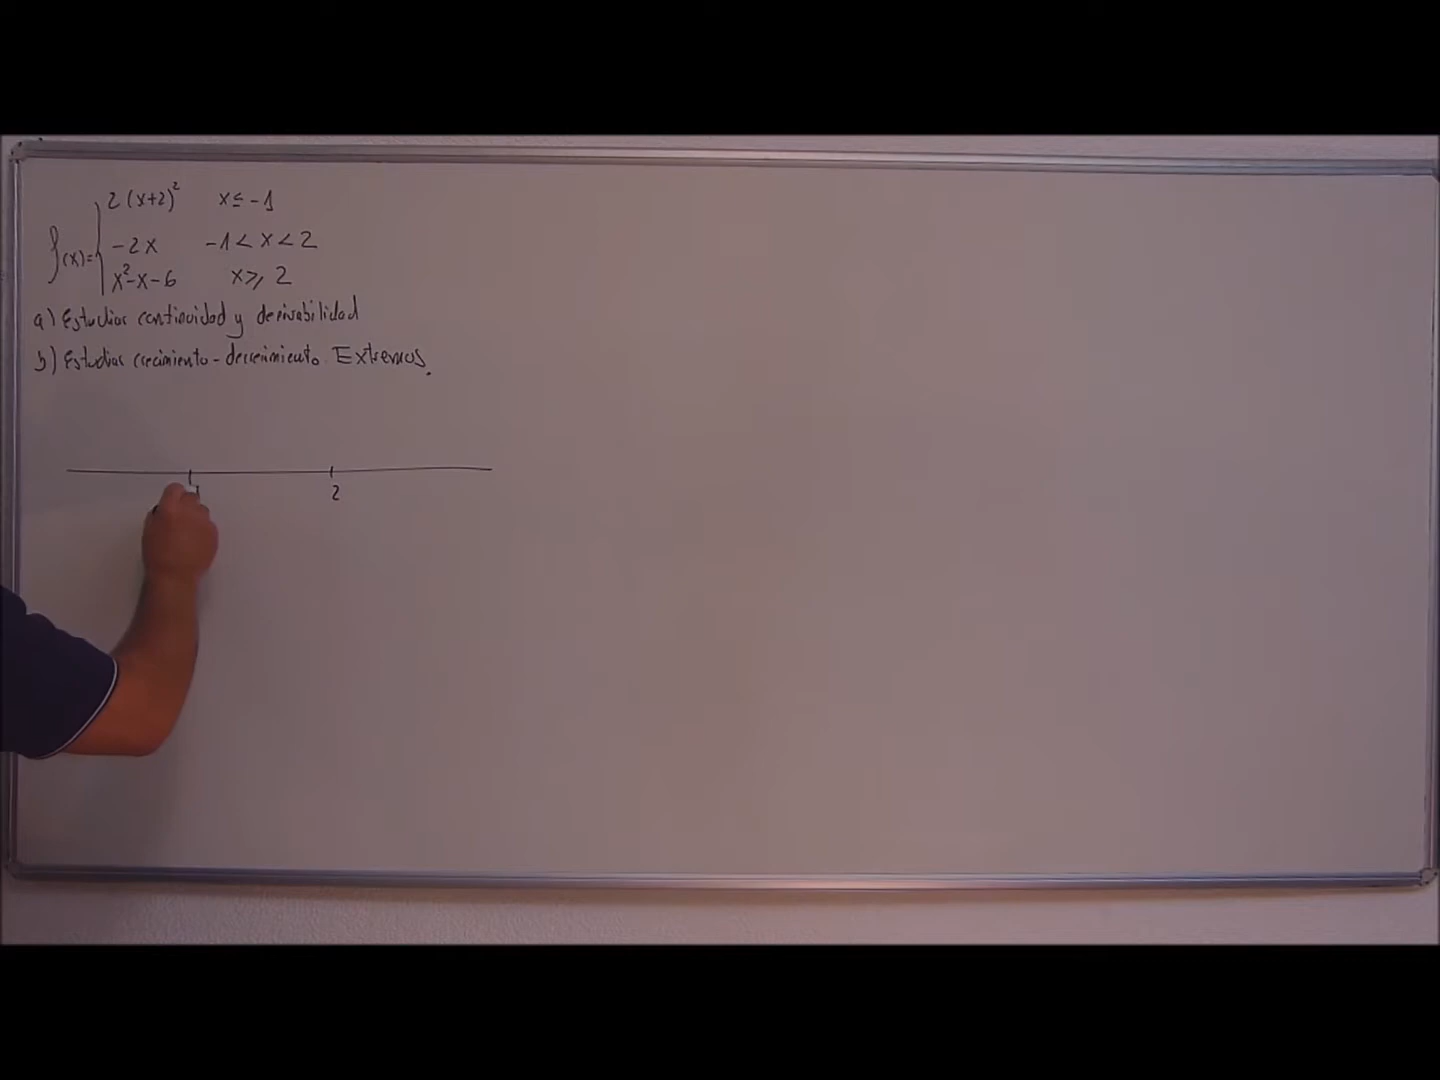 2 (x+2)² x ≤ -1
f(x)= -2x -1 < x < 2
x²-x-6 x ≥ 2
a) Estudiar continuidad y derivabilidad
b) Estudiar crecimiento - decrecimiento. Extremos.
2